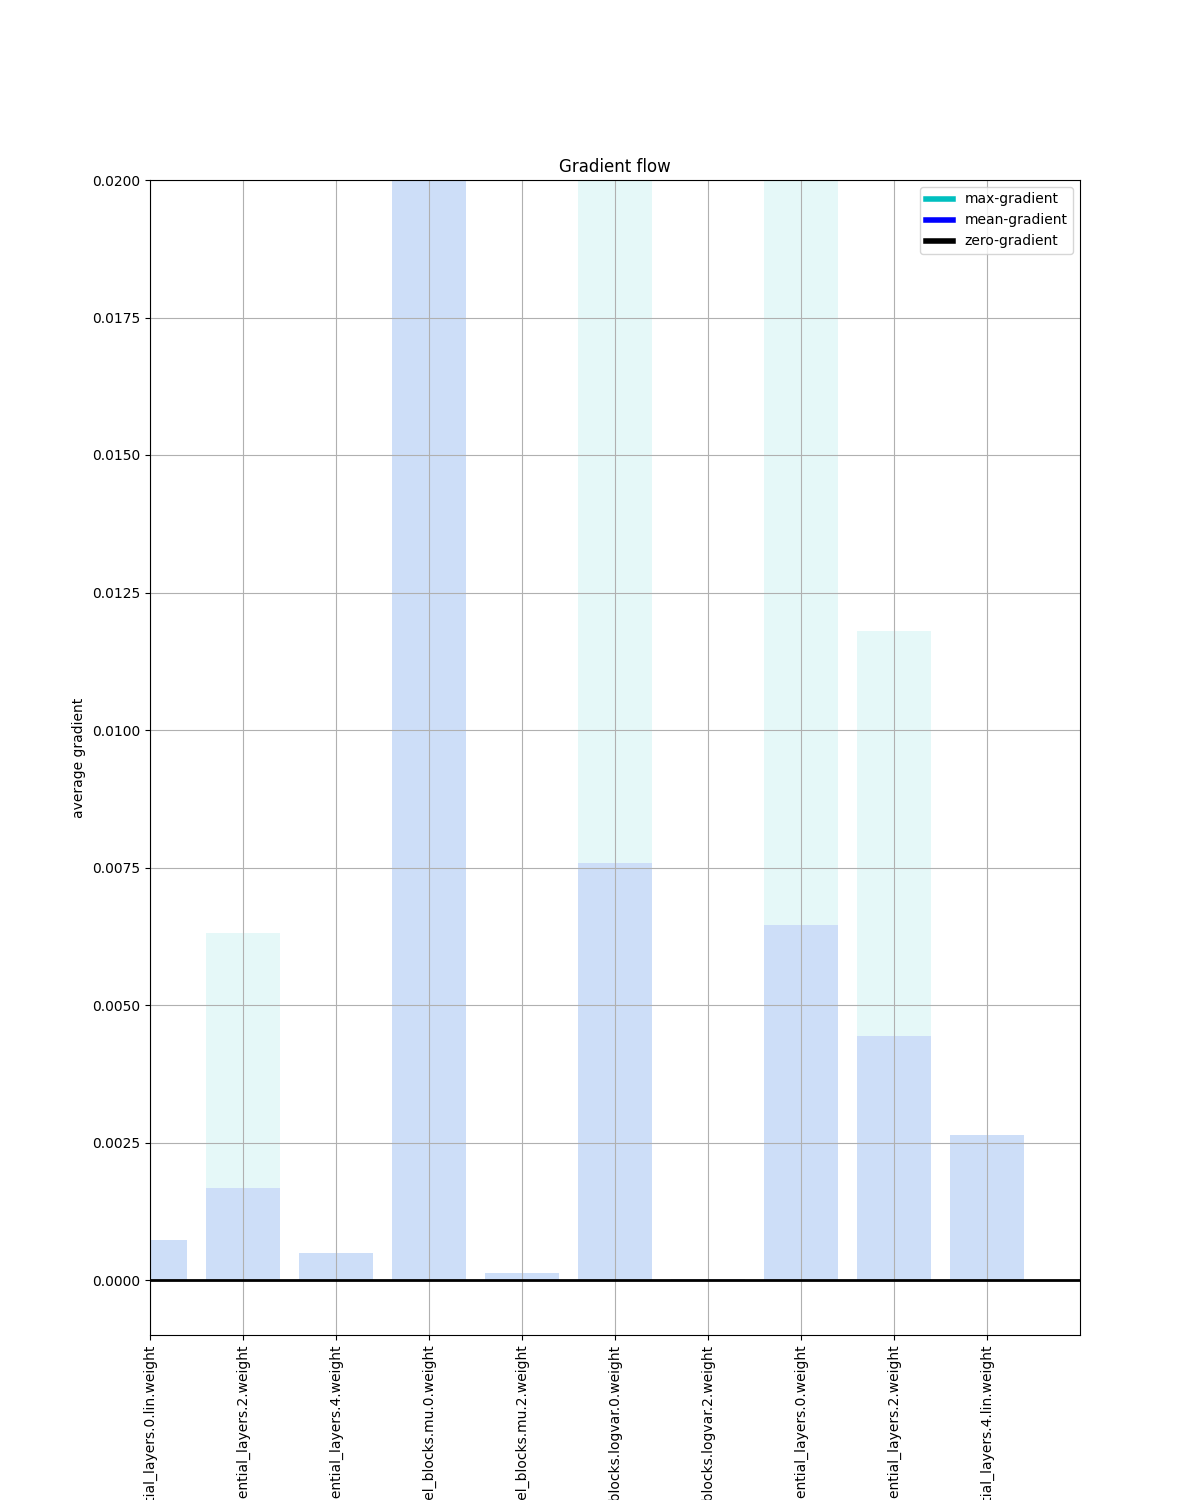 Gradient flow
max-gradient
mean-gradient
zero-gradient
0.0200
0.0175
0.0150
0.0125
0.0100
0.0075
0.0050
0.0025
0.0000
average gradient
tial_layers.0.lin.weight
ential_layers.2.weight
ential_layers.4.weight
el_blocks.mu.0.weight
el_blocks.mu.2.weight
blocks.logvar.0.weight
blocks.logvar.2.weight
ential_layers.0.weight
ential_layers.2.weight
tial_layers.4.lin.weight